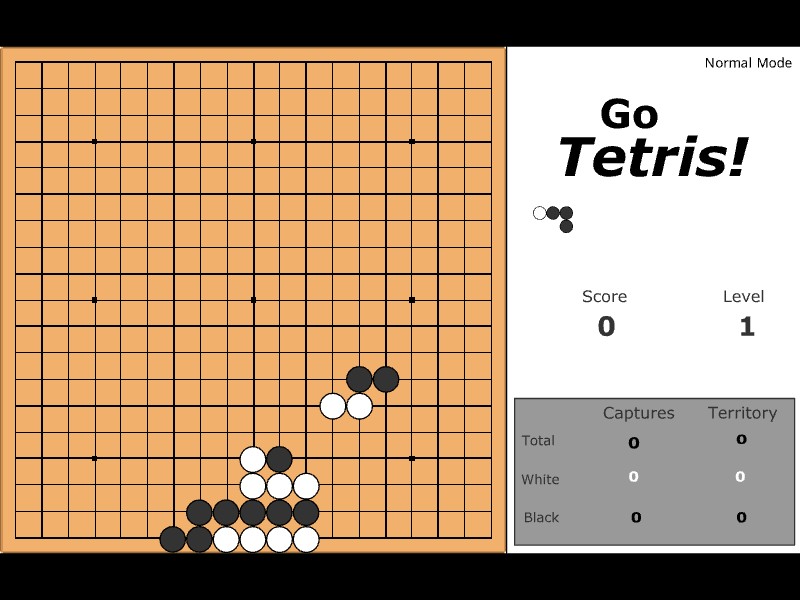 Normal Mode
Go
Tetris!
Score Level
0 1
Captures Territory
Total 0 0
White 0 0
Black 0 0